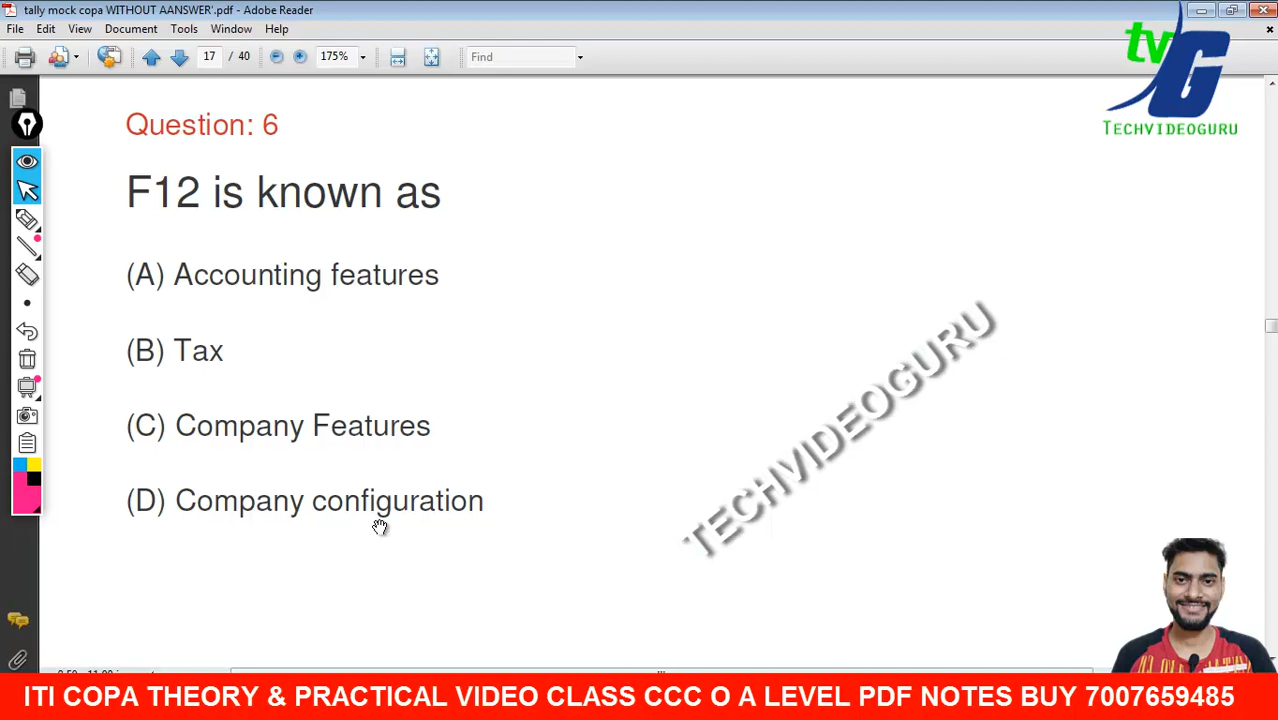 tally mock copa WITHOUT AANSWER'.pdf - Adobe Reader
File Edit View Document Tools Window Help
17 / 40 175% Find
tv G
TECHVIDEOGURU
Question: 6
F12 is known as
(A) Accounting features
(B) Tax
(C) Company Features
(D) Company configuration
TECHVIDEOGURU
ITI COPA THEORY & PRACTICAL VIDEO CLASS CCC O A LEVEL PDF NOTES BUY 7007659485